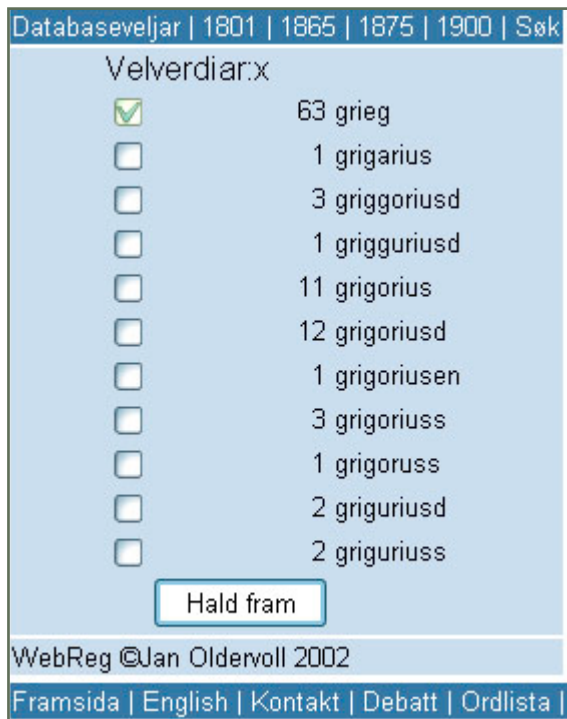 Databaseveljar | 1801 | 1865 | 1875 | 1900 | Søk
Velverdiar:x
63 grieg
1 grigarius
3 griggoriusd
1 grigguriusd
11 grigorius
12 grigoriusd
1 grigoriusen
3 grigoriuss
1 grigoruss
2 griguriusd
2 griguriuss
Hald fram
WebReg ©Jan Oldervoll 2002
Framsida | English | Kontakt | Debatt | Ordlista |